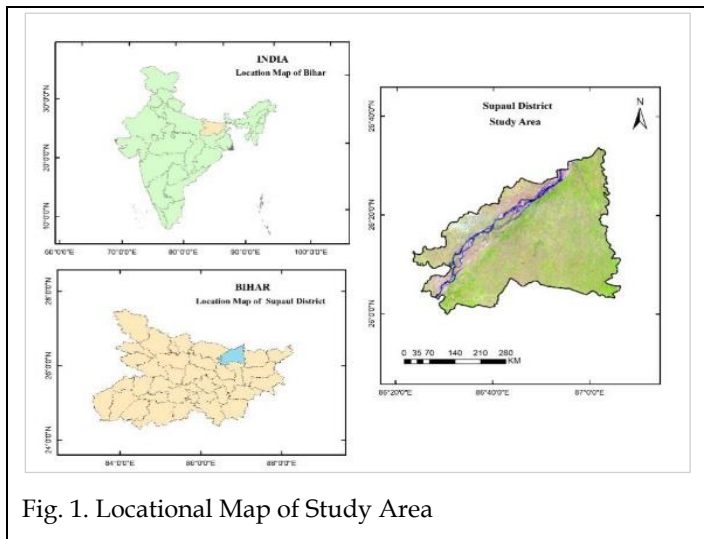 INDIA
Location Map of Bihar
30°0'0"N
20°0'0"N
10°0'0"N
60°0'0"E 70°0'0"E 80°0'0"E 90°0'0"E 100°0'0"E
BIHAR
Location Map of Supaul District
28°0'0"N
26°0'0"N
24°0'0"N
84°0'0"E 86°0'0"E 88°0'0"E
Supaul District
Study Area
N
26°40'N
26°20'N
26°0'N
0 35 70 140 210 280
KM
86°20'0"E 86°40'0"E 87°0'0"E
Fig. 1. Locational Map of Study Area